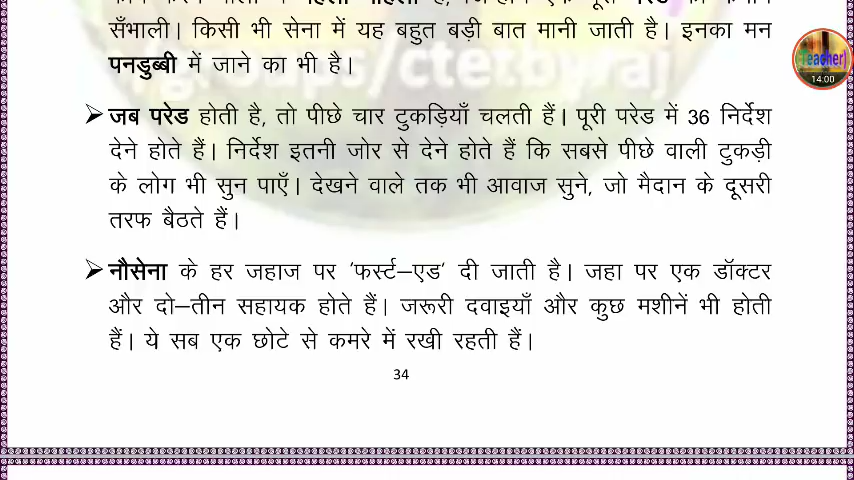 सँभाली। किसी भी सेना में यह बहुत बड़ी बात मानी जाती है। इनका मन
पनडुब्बी में जाने का भी है।
➢ जब परेड होती है, तो पीछे चार टुकड़ियाँ चलती हैं। पूरी परेड में 36 निर्देश
देने होते हैं। निर्देश इतनी जोर से देने होते हैं कि सबसे पीछे वाली टुकड़ी
के लोग भी सुन पाएँ। देखने वाले तक भी आवाज सुने, जो मैदान के दूसरी
तरफ बैठते हैं।
➢ नौसेना के हर जहाज पर 'फर्स्ट–एड' दी जाती है। जहा पर एक डॉक्टर
और दो–तीन सहायक होते हैं। जरूरी दवाइयाँ और कुछ मशीनें भी होती
हैं। ये सब एक छोटे से कमरे में रखी रहती हैं।
34
Teacher
14:00
groups/ctet